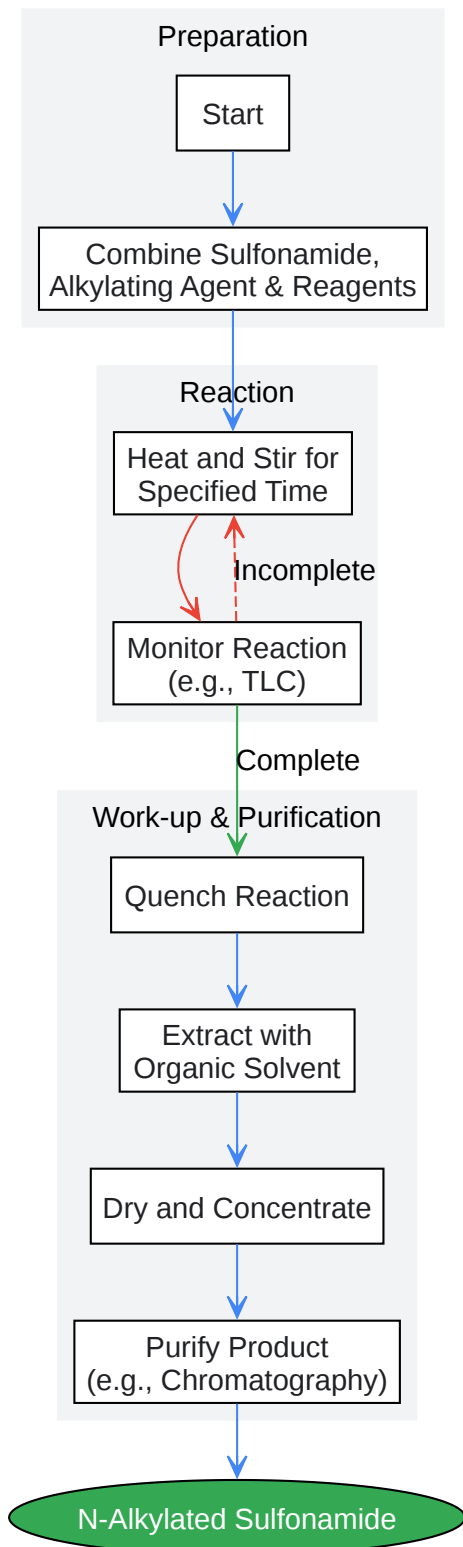 Preparation
Start
Combine Sulfonamide,
Alkylating Agent & Reagents
Reaction
Heat and Stir for
Specified Time
Incomplete
Monitor Reaction
(e.g., TLC)
Complete
Work-up & Purification
Quench Reaction
Extract with
Organic Solvent
Dry and Concentrate
Purify Product
(e.g., Chromatography)
N-Alkylated Sulfonamide